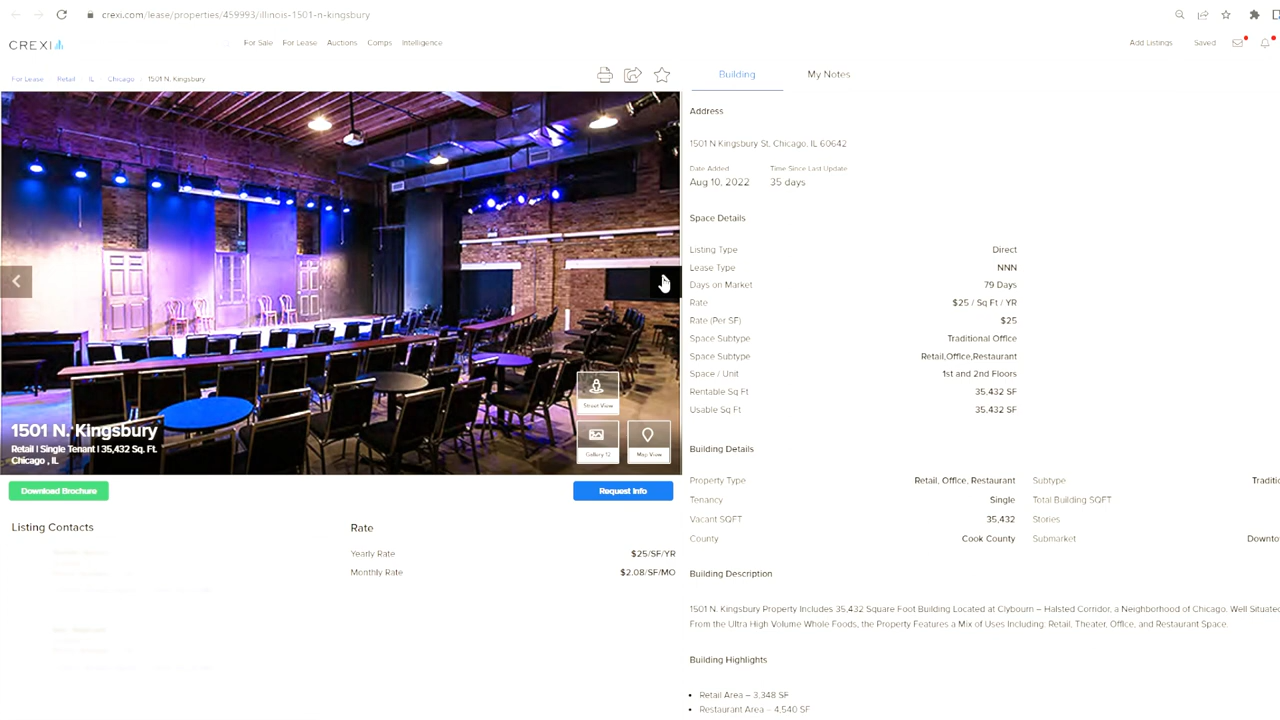 crexi.com/lease/properties/459993/illinois-1501-n-kingsbury
CREXI
For Sale For Lease Auctions Comps Intelligence
Add Listings Saved
For Lease Retail IL Chicago 1501 N. Kingsbury
Building My Notes
Address
1501 N Kingsbury St, Chicago, IL 60642
Date Added Time Since Last Update
Aug 10, 2022 35 days
Space Details
Listing Type Direct
Lease Type NNN
Days on Market 79 Days
Rate $25 / Sq Ft / YR
Rate (Per SF) $25
Space Subtype Traditional Office
Space Subtype Retail,Office,Restaurant
Space / Unit 1st and 2nd Floors
Rentable Sq Ft 35,432 SF
Usable Sq Ft 35,432 SF
Street View
Gallery 12 Map View
1501 N. Kingsbury
Retail | Single Tenant | 35,432 Sq. Ft.
Chicago , IL
Download Brochure Request Info
Listing Contacts
Rate
Yearly Rate $25/SF/YR
Monthly Rate $2.08/SF/MO
Building Details
Property Type Retail, Office, Restaurant Subtype Traditio
Tenancy Single Total Building SQFT
Vacant SQFT 35,432 Stories
County Cook County Submarket Downto
Building Description
1501 N. Kingsbury Property Includes 35,432 Square Foot Building Located at Clybourn – Halsted Corridor, a Neighborhood of Chicago. Well Situated
From the Ultra High Volume Whole Foods, the Property Features a Mix of Uses Including: Retail, Theater, Office, and Restaurant Space.
Building Highlights
• Retail Area – 3,348 SF
• Restaurant Area – 4,540 SF